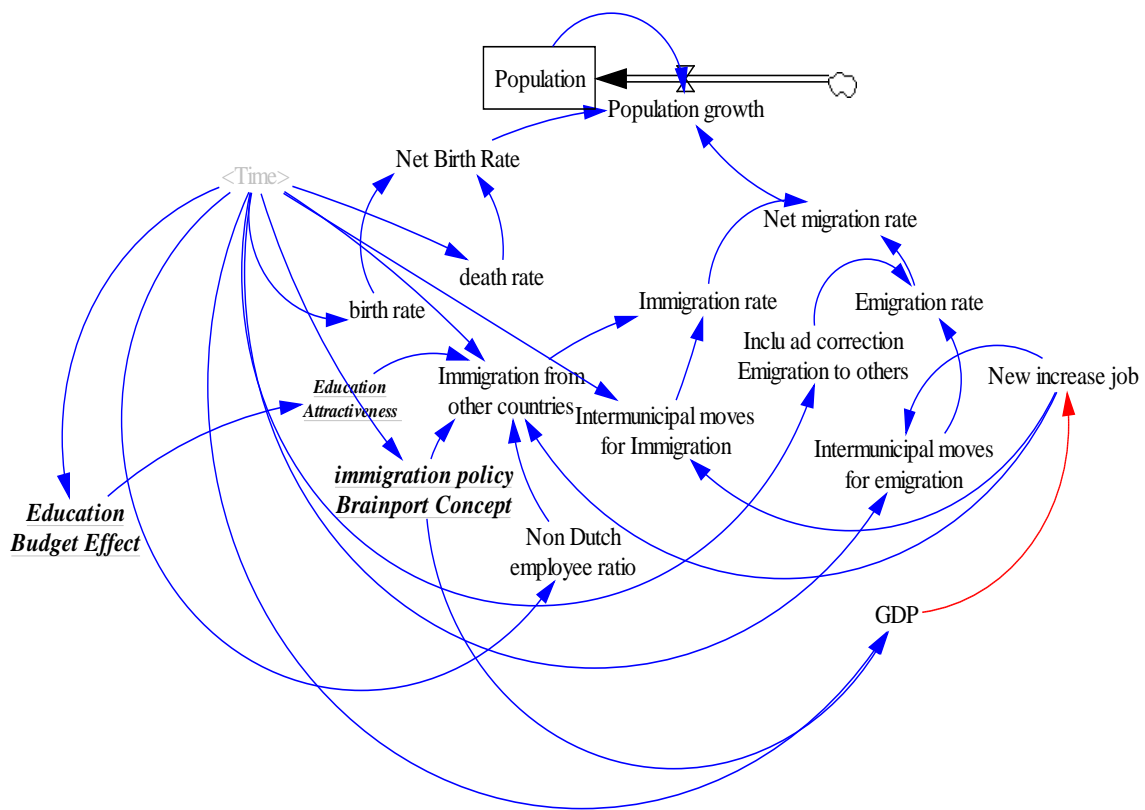 Population
Population growth
Net Birth Rate
<Time>
Net migration rate
death rate
birth rate
Immigration rate
Emigration rate
Inclu ad correction
Emigration to others
Education
Attractiveness
Immigration from
other countries
New increase job
Intermunicipal moves
for Immigration
Intermunicipal moves
for emigration
immigration policy
Brainport Concept
Education
Budget Effect
Non Dutch
employee ratio
GDP